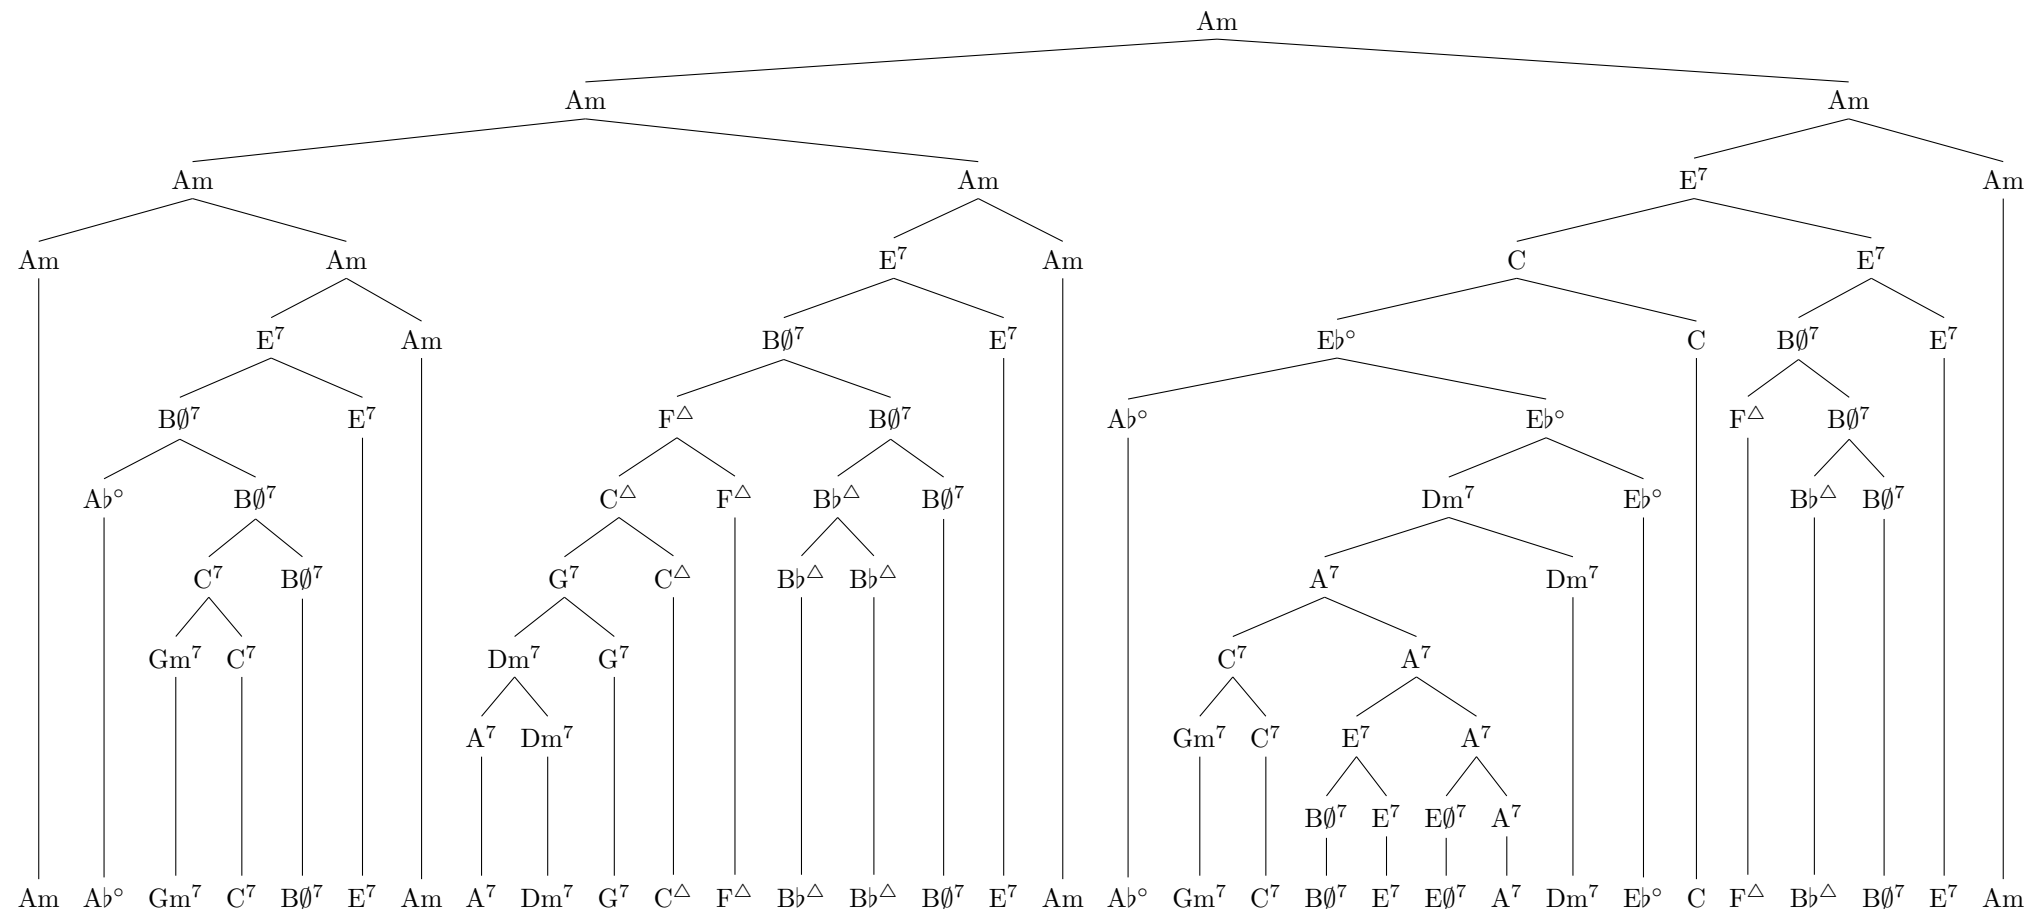 Am
Am Am
Am Am E⁷ Am
Am Am E⁷ Am C E⁷
E⁷ Am B∅⁷ E⁷ E♭° C B∅⁷ E⁷
B∅⁷ E⁷ F△ B∅⁷ A♭° E♭° F△ B∅⁷
A♭° B∅⁷ C△ F△ B♭△ B∅⁷ Dm⁷ E♭° B♭△ B∅⁷
C⁷ B∅⁷ G⁷ C△ B♭△ B♭△ A⁷ Dm⁷
Gm⁷ C⁷ Dm⁷ G⁷ C⁷ A⁷
A⁷ Dm⁷ Gm⁷ C⁷ E⁷ A⁷
B∅⁷ E⁷ E∅⁷ A⁷
Am A♭° Gm⁷ C⁷ B∅⁷ E⁷ Am A⁷ Dm⁷ G⁷ C△ F△ B♭△ B♭△ B∅⁷ E⁷ Am A♭° Gm⁷ C⁷ B∅⁷ E⁷ E∅⁷ A⁷ Dm⁷ E♭° C F△ B♭△ B∅⁷ E⁷ Am